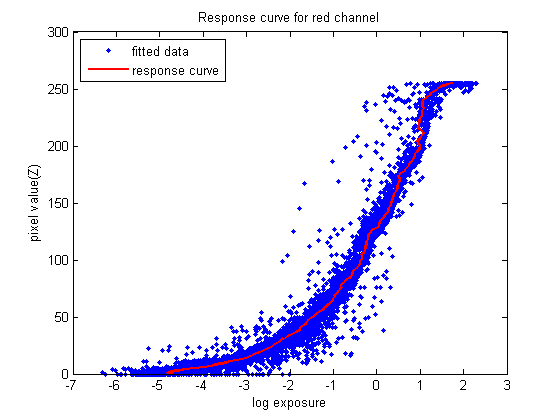 Response curve for red channel
300
250
200
150
100
50
0
pixel value(Z)
fitted data
response curve
-7 -6 -5 -4 -3 -2 -1 0 1 2 3
log exposure